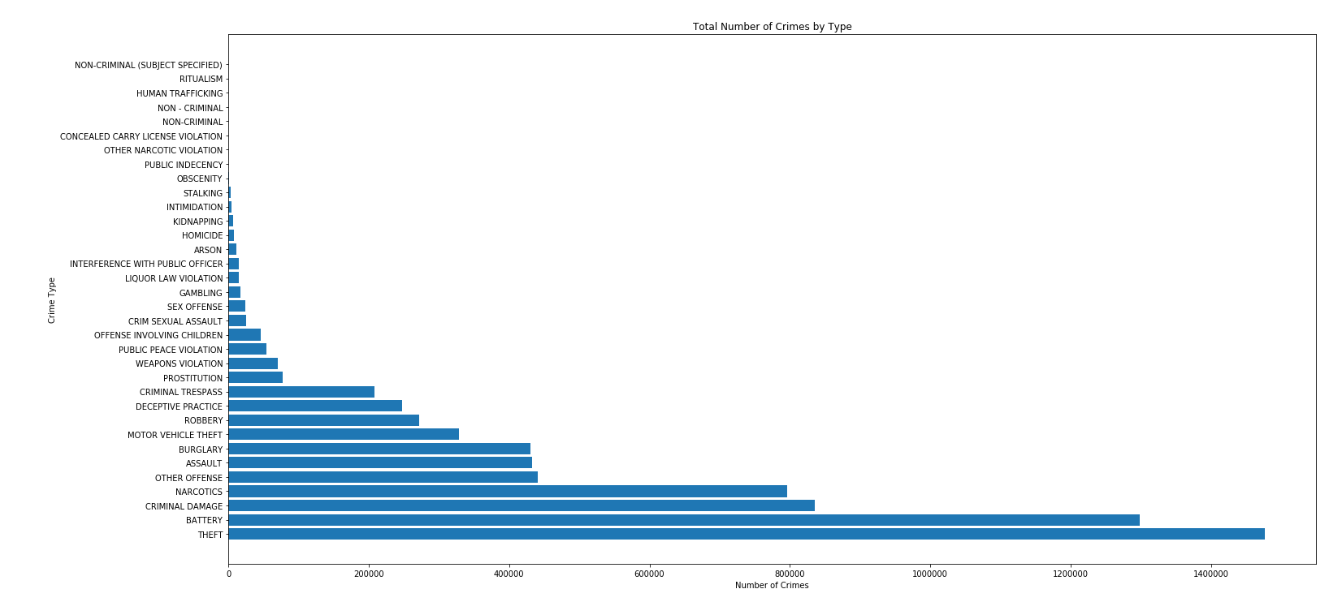 Total Number of Crimes by Type
NON-CRIMINAL (SUBJECT SPECIFIED)
RITUALISM
HUMAN TRAFFICKING
NON - CRIMINAL
NON-CRIMINAL
CONCEALED CARRY LICENSE VIOLATION
OTHER NARCOTIC VIOLATION
PUBLIC INDECENCY
OBSCENITY
STALKING
INTIMIDATION
KIDNAPPING
HOMICIDE
ARSON
INTERFERENCE WITH PUBLIC OFFICER
LIQUOR LAW VIOLATION
GAMBLING
SEX OFFENSE
CRIM SEXUAL ASSAULT
OFFENSE INVOLVING CHILDREN
PUBLIC PEACE VIOLATION
WEAPONS VIOLATION
PROSTITUTION
CRIMINAL TRESPASS
DECEPTIVE PRACTICE
ROBBERY
MOTOR VEHICLE THEFT
BURGLARY
ASSAULT
OTHER OFFENSE
NARCOTICS
CRIMINAL DAMAGE
BATTERY
THEFT
Crime Type
0 200000 400000 600000 800000 1000000 1200000 1400000
Number of Crimes